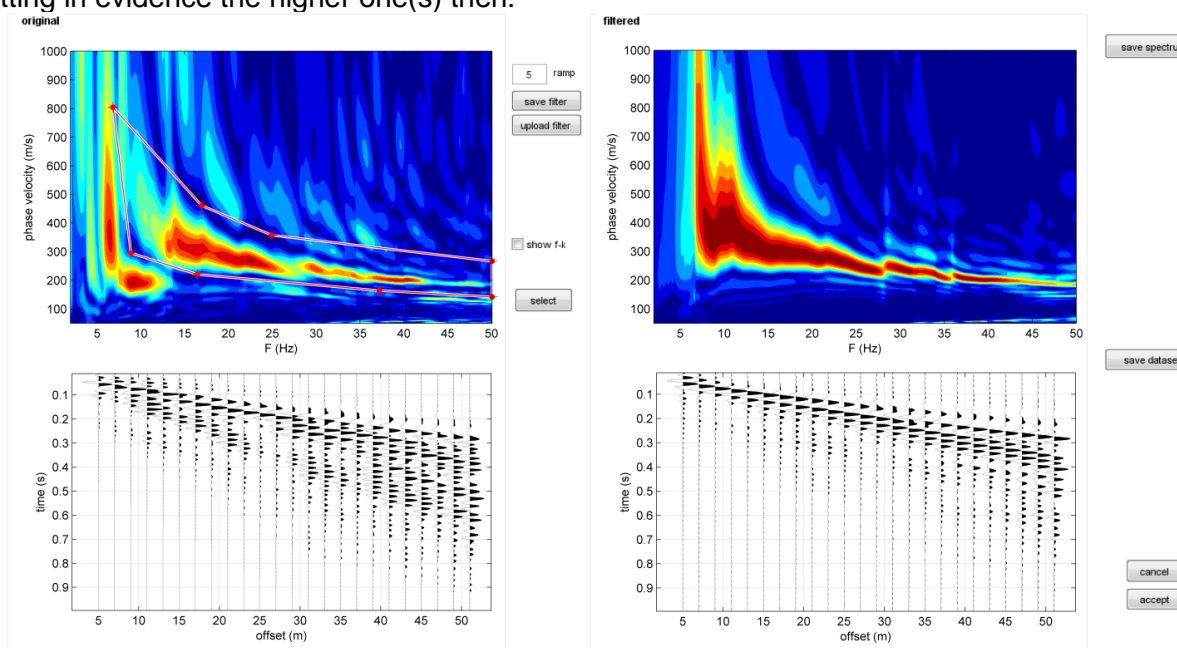 tting in evidence the higher one(s) then.
original
1000
900
800
700
600
500
400
300
200
100
phase velocity (m/s)
5 10 15 20 25 30 35 40 45 50
F (Hz)
5 ramp
save filter
upload filter
show f-k
select
0.1
0.2
0.3
0.4
0.5
0.6
0.7
0.8
0.9
time (s)
5 10 15 20 25 30 35 40 45 50
offset (m)
filtered
1000
900
800
700
600
500
400
300
200
100
phase velocity (m/s)
5 10 15 20 25 30 35 40 45 50
F (Hz)
0.1
0.2
0.3
0.4
0.5
0.6
0.7
0.8
0.9
time (s)
5 10 15 20 25 30 35 40 45 50
offset (m)
save spectru
save datase
cancel
accept